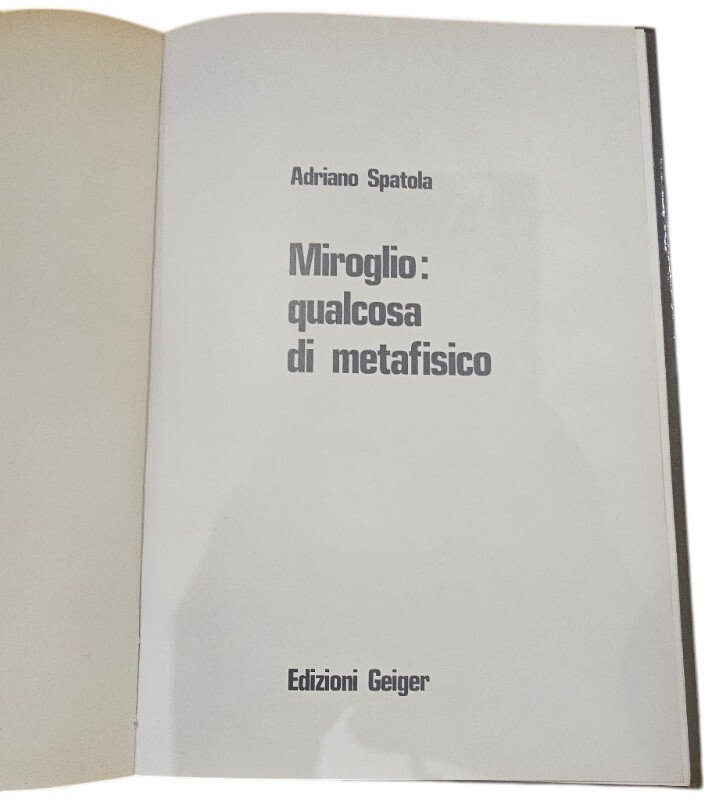 Adriano Spatola
Miroglio:
qualcosa
di metafisico
Edizioni Geiger